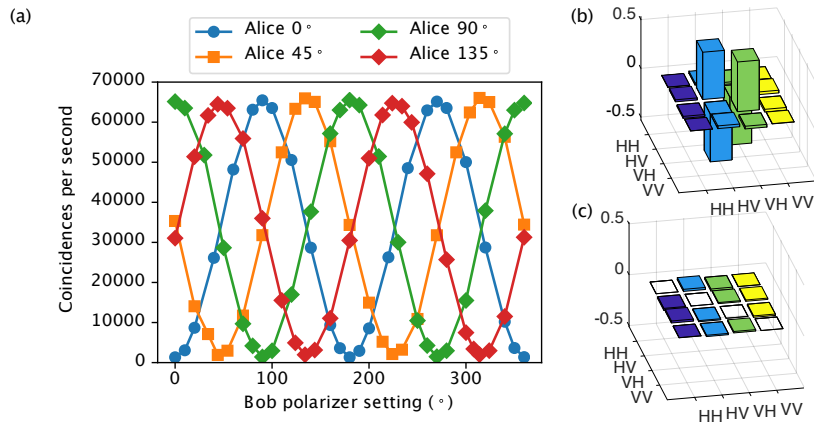 (a)
Alice 0° Alice 90°
Alice 45° Alice 135°
70000
60000
50000
40000
30000
20000
10000
0
0 100 200 300
Coincidences per second
Bob polarizer setting (°)
(b)
0.5
0
-0.5
HH
HV
VH
VV
HH HV VH VV
(c)
0.5
0
-0.5
HH
HV
VH
VV
HH HV VH VV